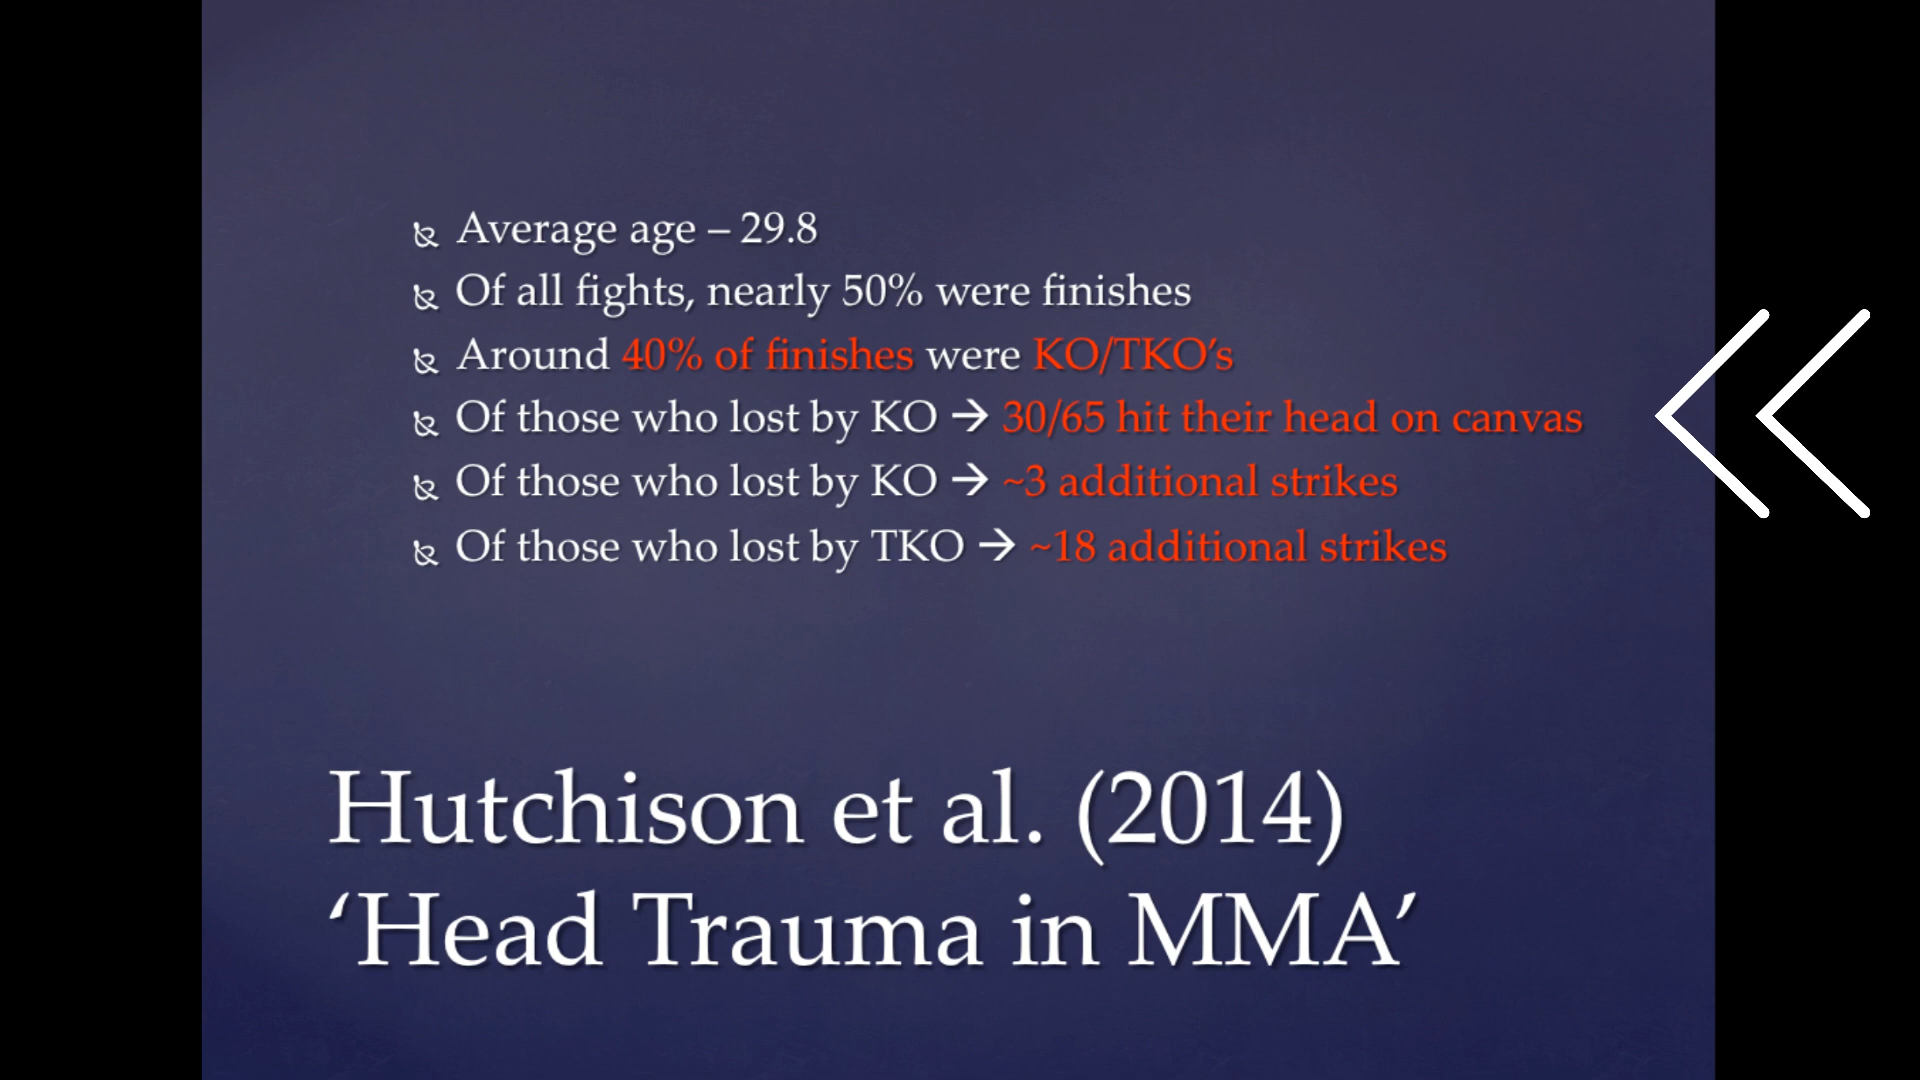 Average age – 29.8
Of all fights, nearly 50% were finishes
Around 40% of finishes were KO/TKO’s
Of those who lost by KO → 30/65 hit their head on canvas
Of those who lost by KO → ~3 additional strikes
Of those who lost by TKO → ~18 additional strikes
Hutchison et al. (2014)
‘Head Trauma in MMA’